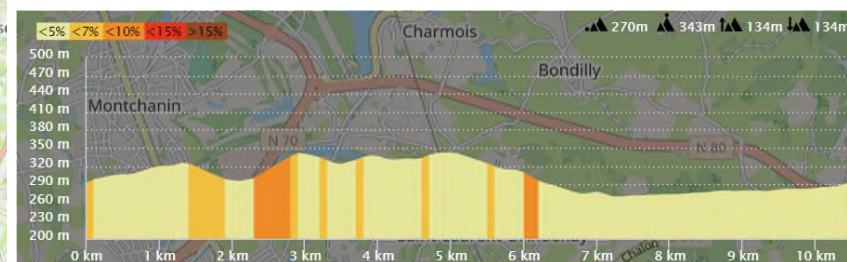 <5% <7% <10% <15% >15%
Charmois
270m 343m 134m 134m
500 m
470 m
440 m
410 m
380 m
350 m
320 m
290 m
260 m
230 m
200 m
Bondilly
Montchanin
N 70
N 80
Chalon
0 km 1 km 2 km 3 km 4 km 5 km 6 km 7 km 8 km 9 km 10 km